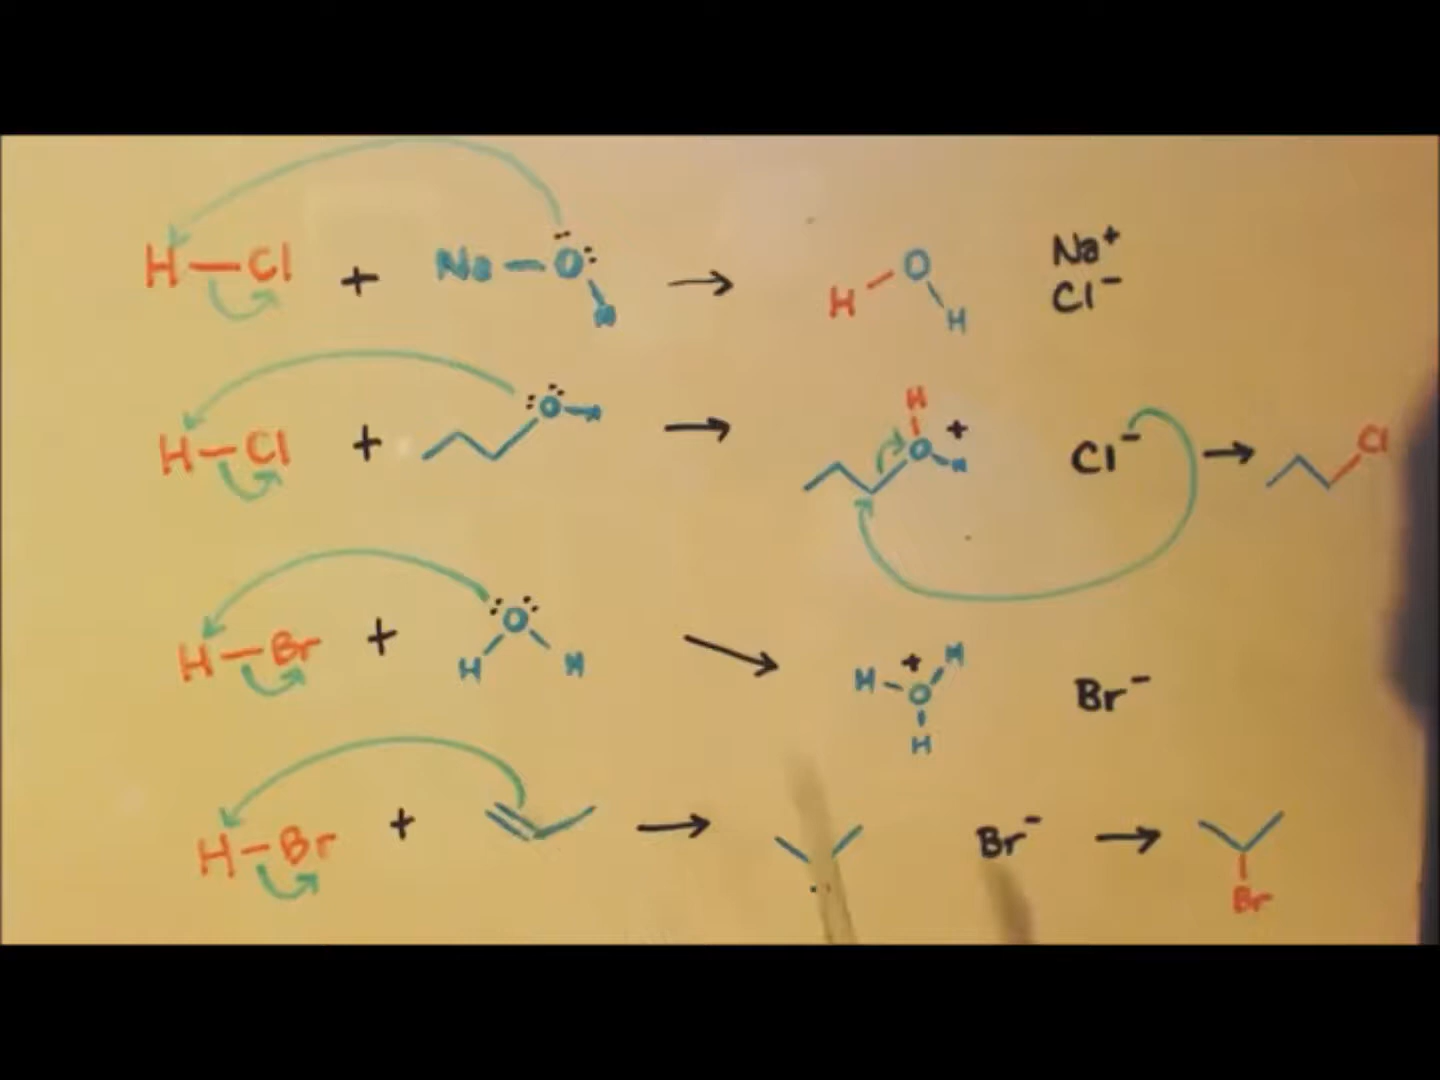 H-Cl + Na-O: H → H O H Na⁺ Cl⁻
H-Cl + :O-H → H O⁺-H Cl⁻ → Cl
H-Br + :O: H H → H-O⁺ H H Br⁻
H-Br + → Br⁻ → Br